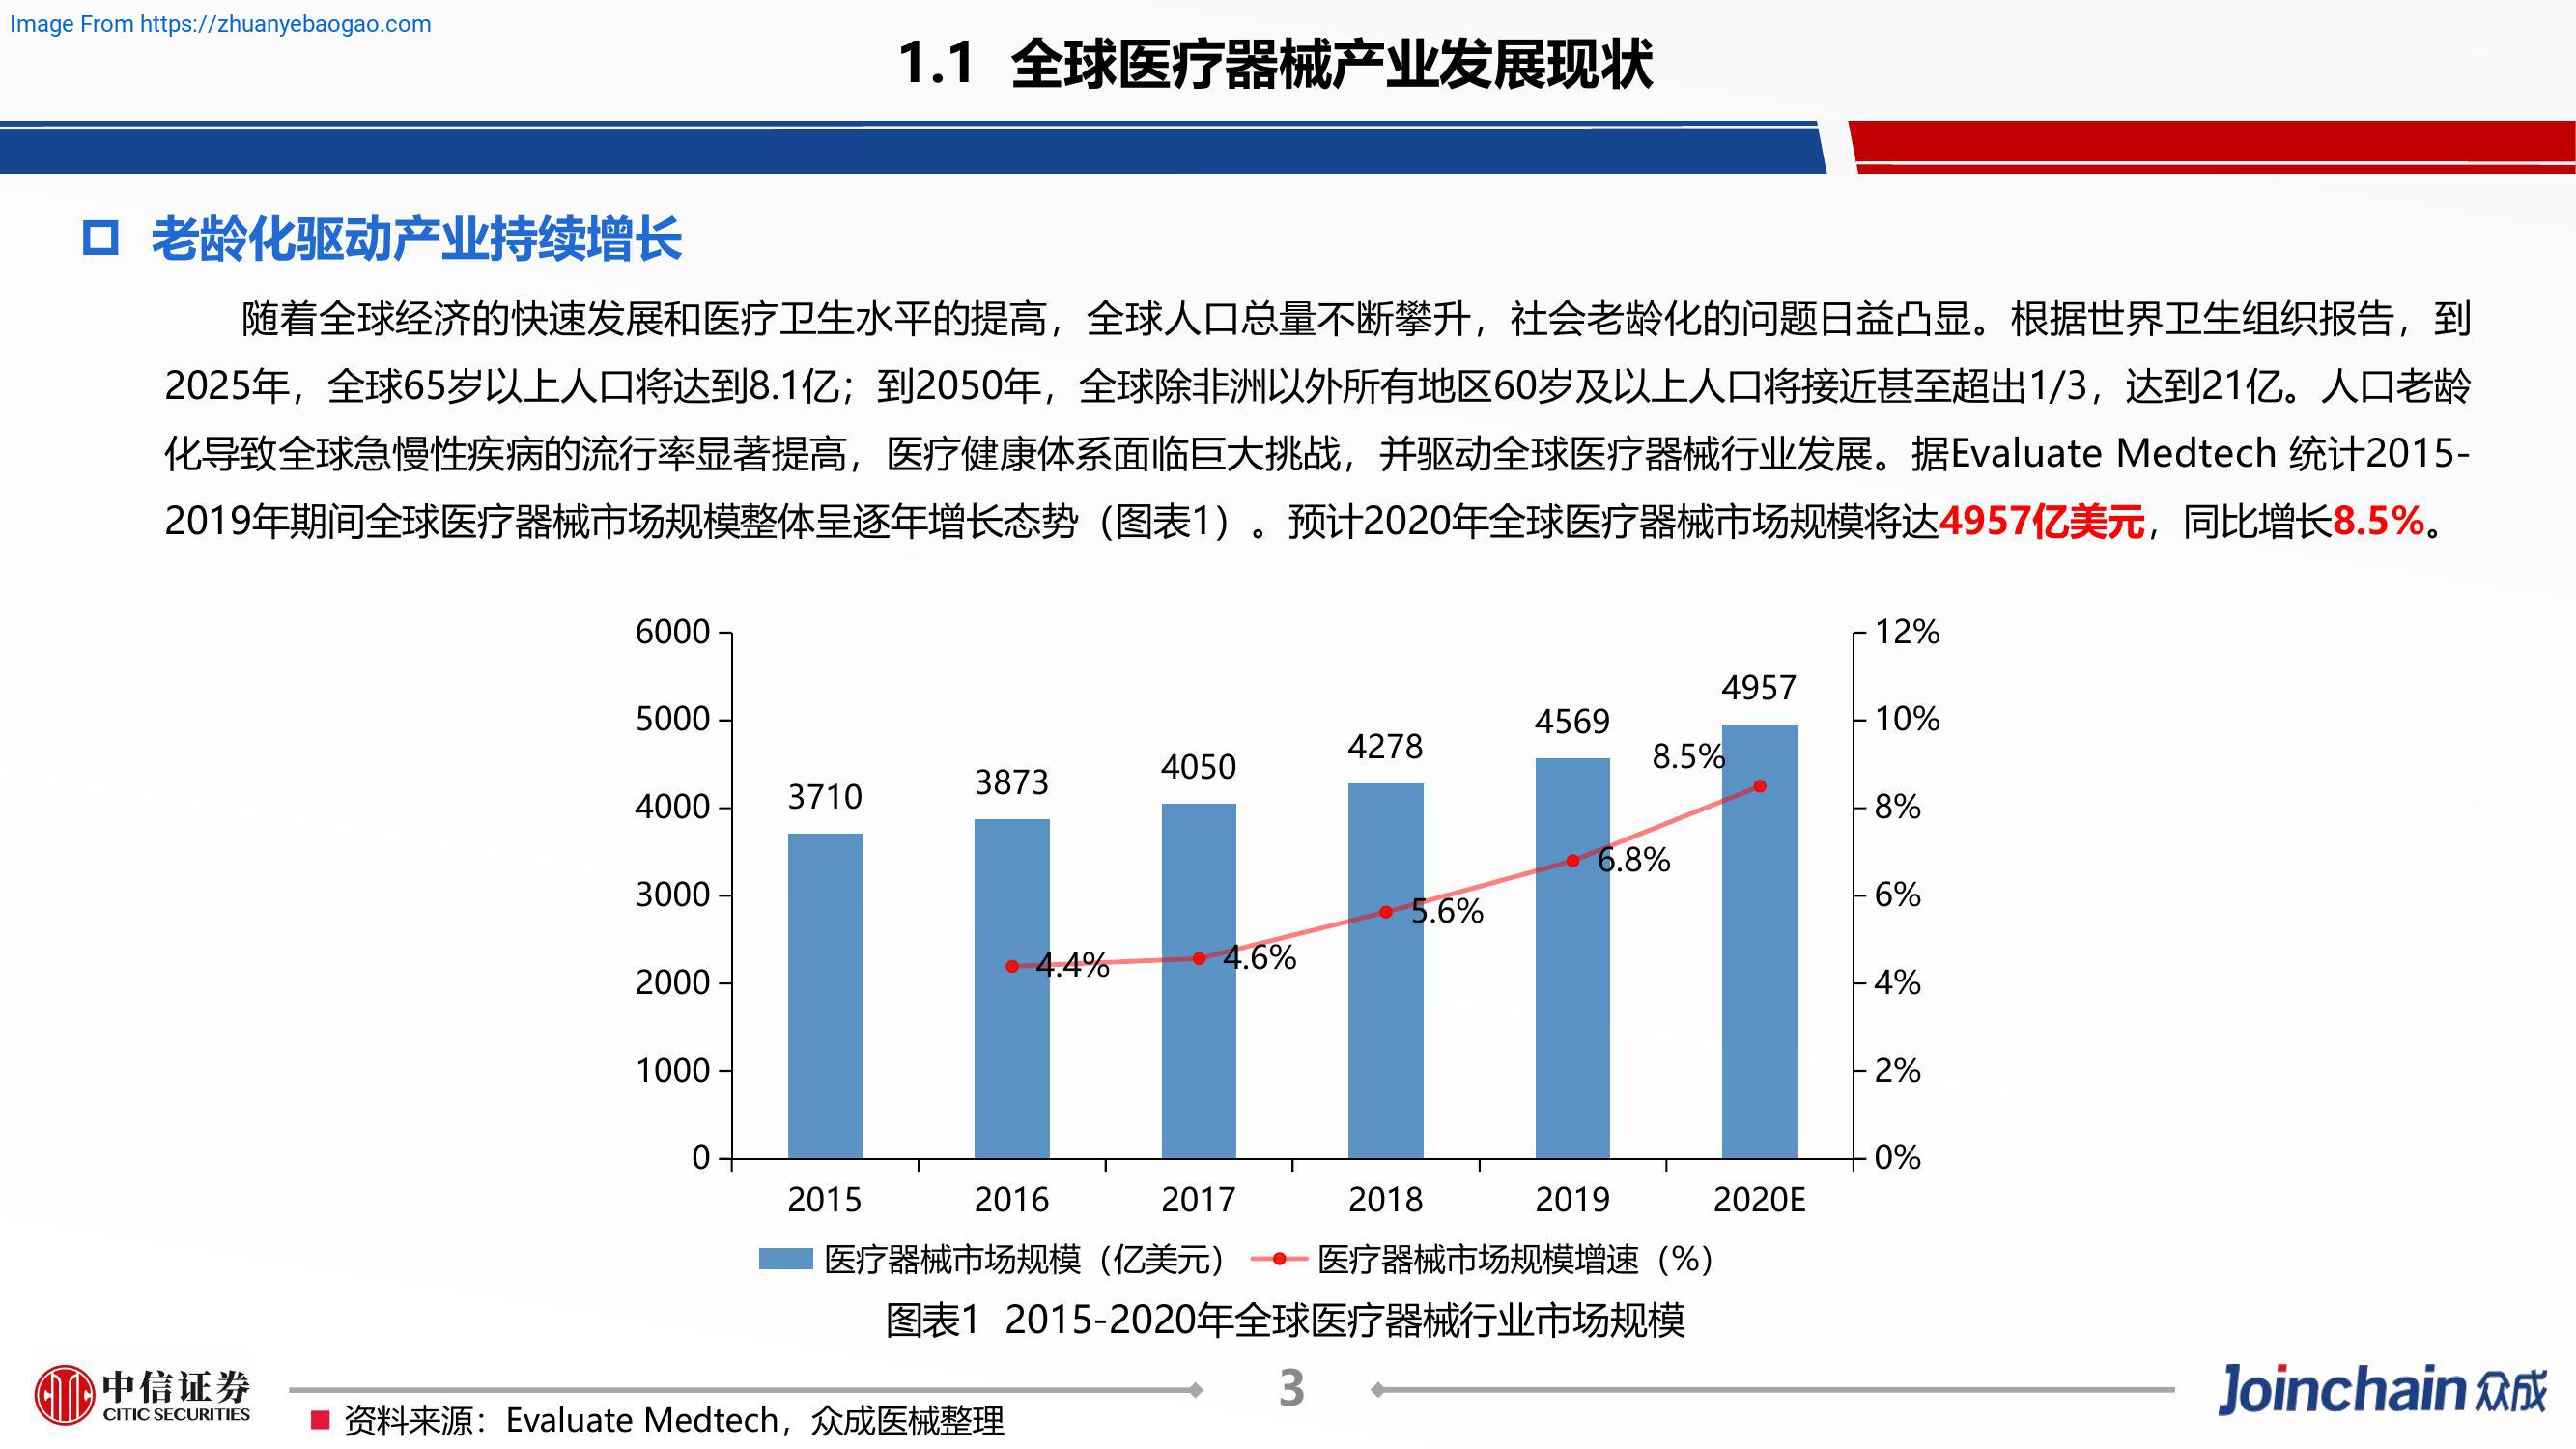 Image From https://zhuanyebaogao.com
1.1 全球医疗器械产业发展现状
老龄化驱动产业持续增长
随着全球经济的快速发展和医疗卫生水平的提高，全球人口总量不断攀升，社会老龄化的问题日益凸显。根据世界卫生组织报告，到
2025年，全球65岁以上人口将达到8.1亿；到2050年，全球除非洲以外所有地区60岁及以上人口将接近甚至超出1/3，达到21亿。人口老龄
化导致全球急慢性疾病的流行率显著提高，医疗健康体系面临巨大挑战，并驱动全球医疗器械行业发展。据Evaluate Medtech 统计2015-
2019年期间全球医疗器械市场规模整体呈逐年增长态势（图表1）。预计2020年全球医疗器械市场规模将达4957亿美元，同比增长8.5%。
6000
5000
4000
3000
2000
1000
0
3710
3873
4050
4278
4569
4957
4.4%
4.6%
5.6%
6.8%
8.5%
12%
10%
8%
6%
4%
2%
0%
2015 2016 2017 2018 2019 2020E
医疗器械市场规模（亿美元） 医疗器械市场规模增速（%）
图表1 2015-2020年全球医疗器械行业市场规模
中信证券
CITIC SECURITIES
3
Joinchain 众成
资料来源：Evaluate Medtech，众成医械整理